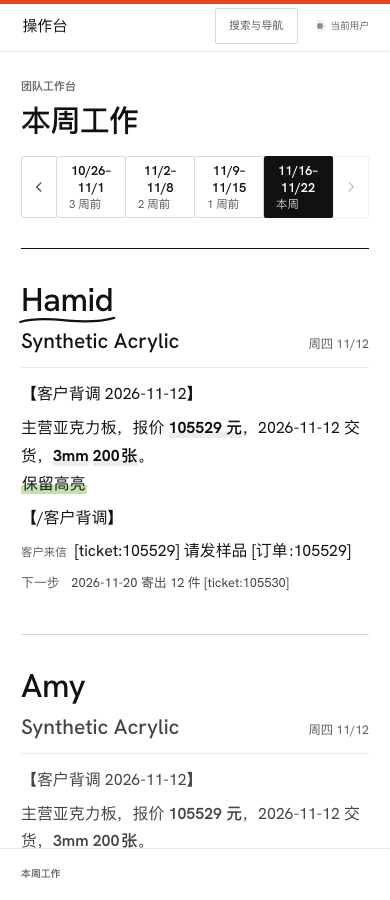 操作台
搜索与导航
当前用户
团队工作台
本周工作
10/26–
11/1
3 周前
11/2–
11/8
2 周前
11/9–
11/15
1 周前
11/16–
11/22
本周
Hamid
Synthetic Acrylic
周四 11/12
【客户背调 2026-11-12】
主营亚克力板，报价 105529 元，2026-11-12 交
货，3mm 200张。
保留高亮
【/客户背调】
客户来信 [ticket:105529] 请发样品 [订单:105529]
下一步 2026-11-20 寄出 12 件 [ticket:105530]
Amy
Synthetic Acrylic
周四 11/12
【客户背调 2026-11-12】
主营亚克力板，报价 105529 元，2026-11-12 交
货，3mm 200张。
本周工作